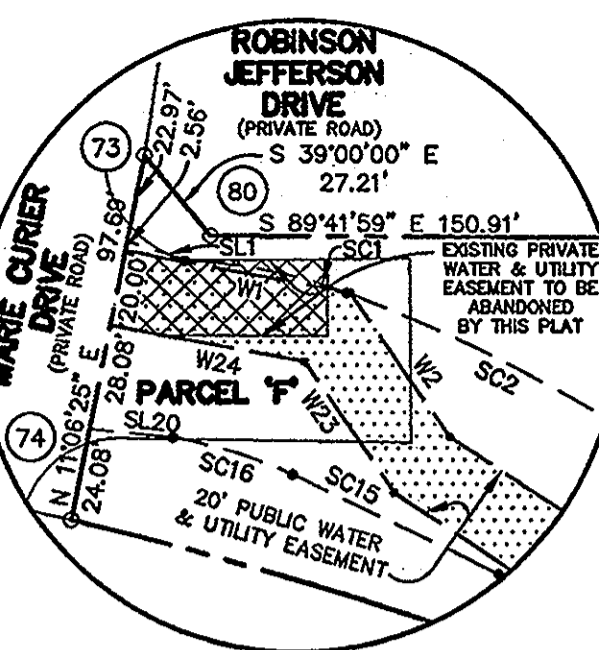 ROBINSON
JEFFERSON
DRIVE
(PRIVATE ROAD)
S 39°00'00" E
27.21'
73
22.97'
2.56'
80
S 89°41'59" E 150.91'
MARIE CURIER
DRIVE
(PRIVATE ROAD)
97.69'
SL1
SC1
EXISTING PRIVATE
WATER & UTILITY
EASEMENT TO BE
ABANDONED
BY THIS PLAT
W1
20.00'
W24
W2
SC2
28.08'
PARCEL "F"
W23
N 11°06'25" E
74
SL20
24.08'
SC16
SC15
20' PUBLIC WATER
& UTILITY EASEMENT